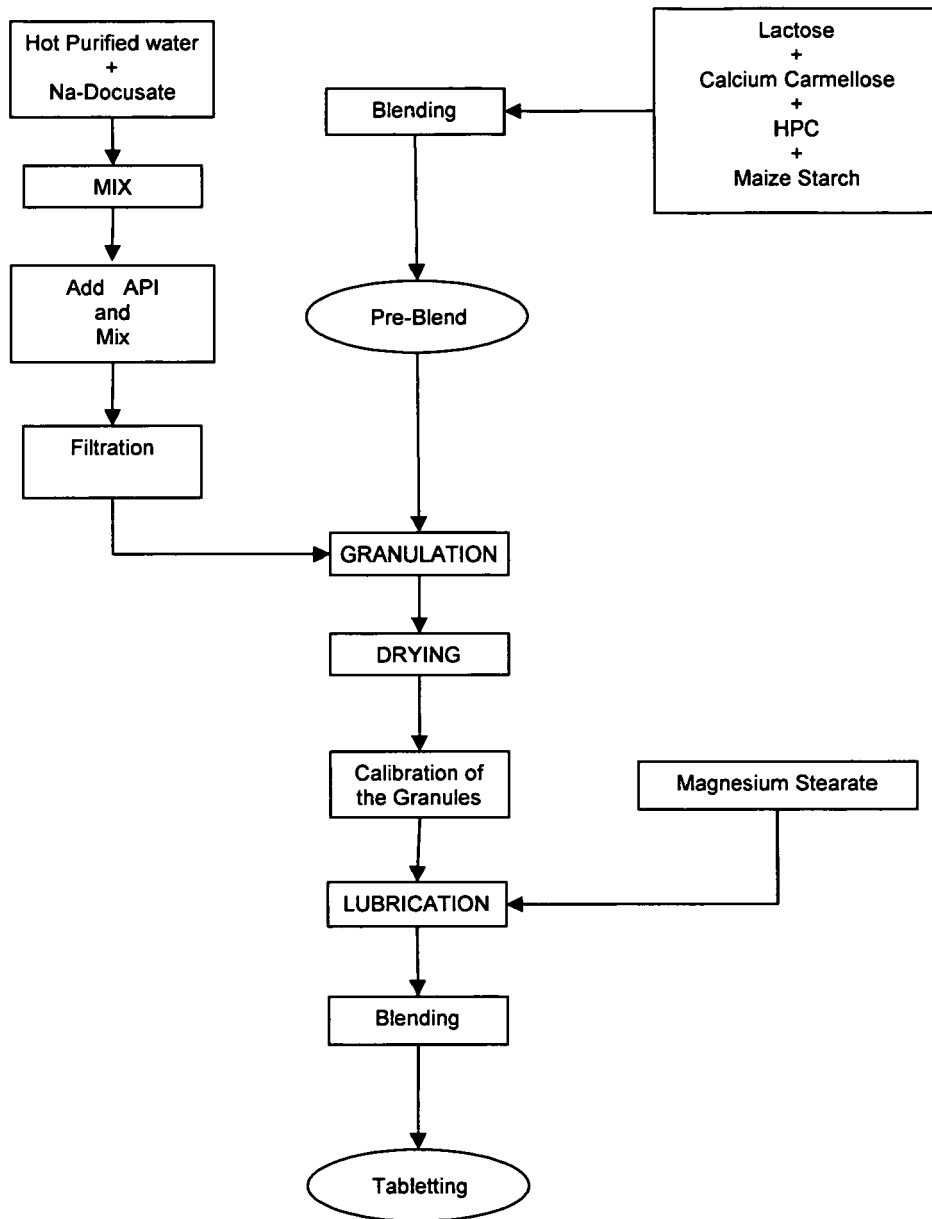 Hot Purified water
+
Na-Docusate
MIX
Add API
and
Mix
Filtration
Lactose
+
Calcium Carmellose
+
HPC
+
Maize Starch
Blending
Pre-Blend
GRANULATION
DRYING
Calibration of
the Granules
Magnesium Stearate
LUBRICATION
Blending
Tabletting